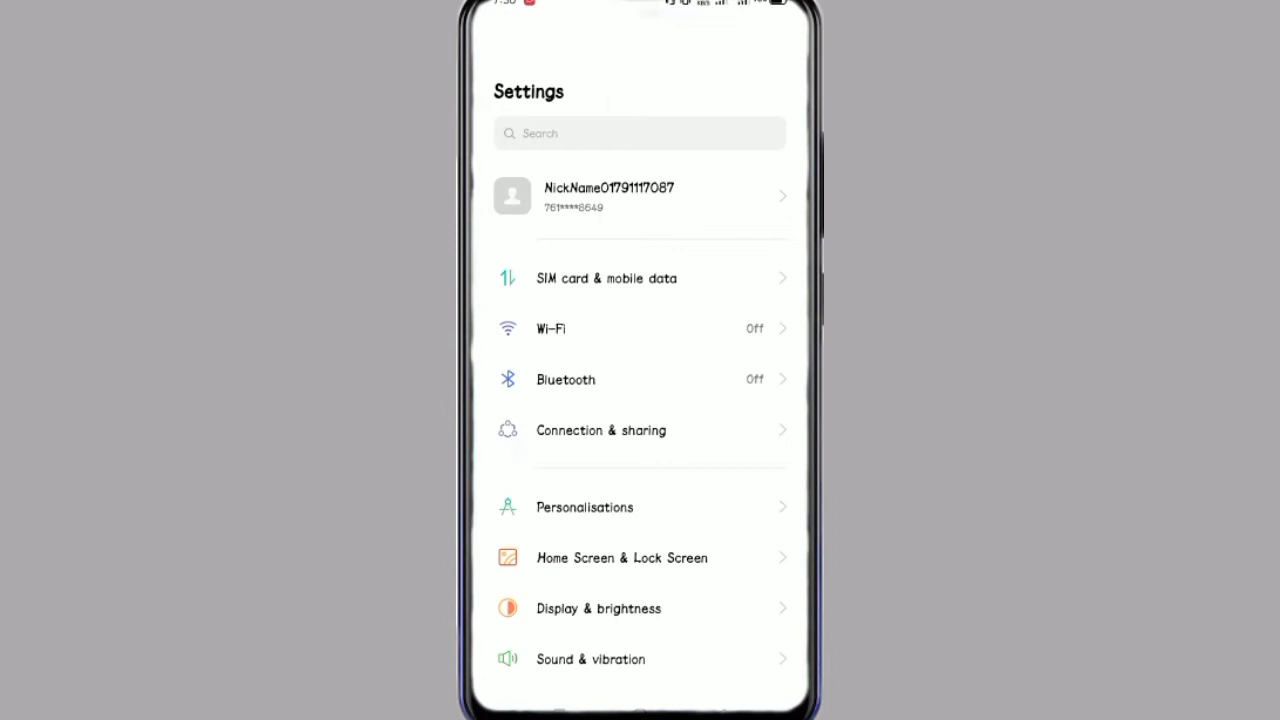 Settings
Search
NickName01791117087
761****8649
SIM card & mobile data
Wi-Fi
Off
Bluetooth
Off
Connection & sharing
Personalisations
Home Screen & Lock Screen
Display & brightness
Sound & vibration